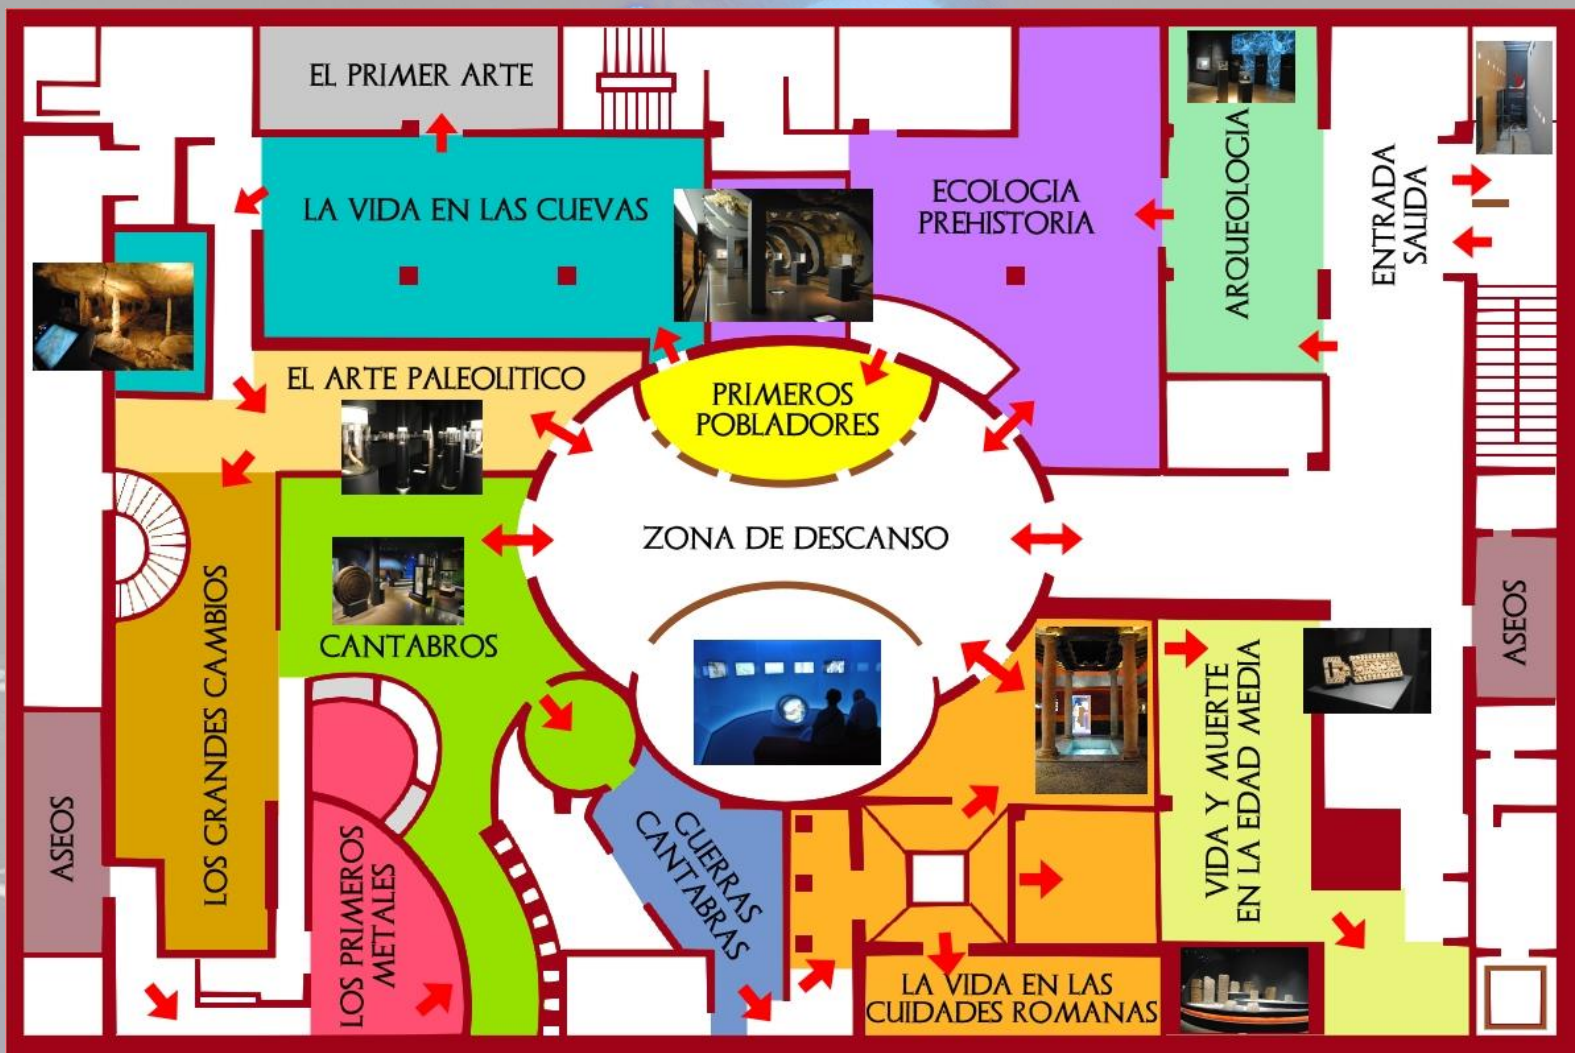 EL PRIMER ARTE
LA VIDA EN LAS CUEVAS
ECOLOGIA
PREHISTORIA
ARQUEOLOGIA
ENTRADA
SALIDA
EL ARTE PALEOLITICO
PRIMEROS
POBLADORES
ZONA DE DESCANSO
CANTABROS
LOS GRANDES CAMBIOS
ASEOS
LOS PRIMEROS
METALES
GUERRAS
CANTABRAS
LA VIDA EN LAS
CUIDADES ROMANAS
VIDA Y MUERTE
EN LA EDAD MEDIA
ASEOS